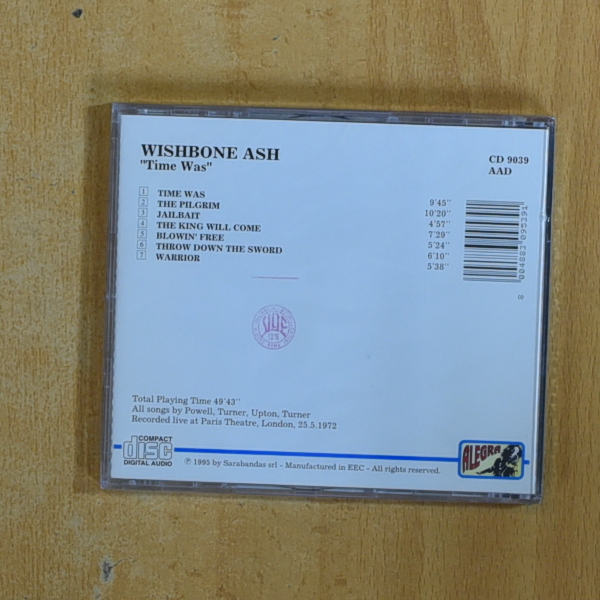 WISHBONE ASH
"Time Was"
CD 9039
AAD
1 TIME WAS 9'45''
2 THE PILGRIM 10'20''
3 JAILBAIT 4'57''
4 THE KING WILL COME 7'29''
5 BLOWIN' FREE 5'24''
6 THROW DOWN THE SWORD 6'10''
7 WARRIOR 5'38''
Total Playing Time 49'43''
All songs by Powell, Turner, Upton, Turner
Recorded live at Paris Theatre, London, 25.5.1972
COMPACT
disc
DIGITAL AUDIO
℗ 1995 by Sarabandas srl - Manufactured in EEC - All rights reserved.
ALEGRA